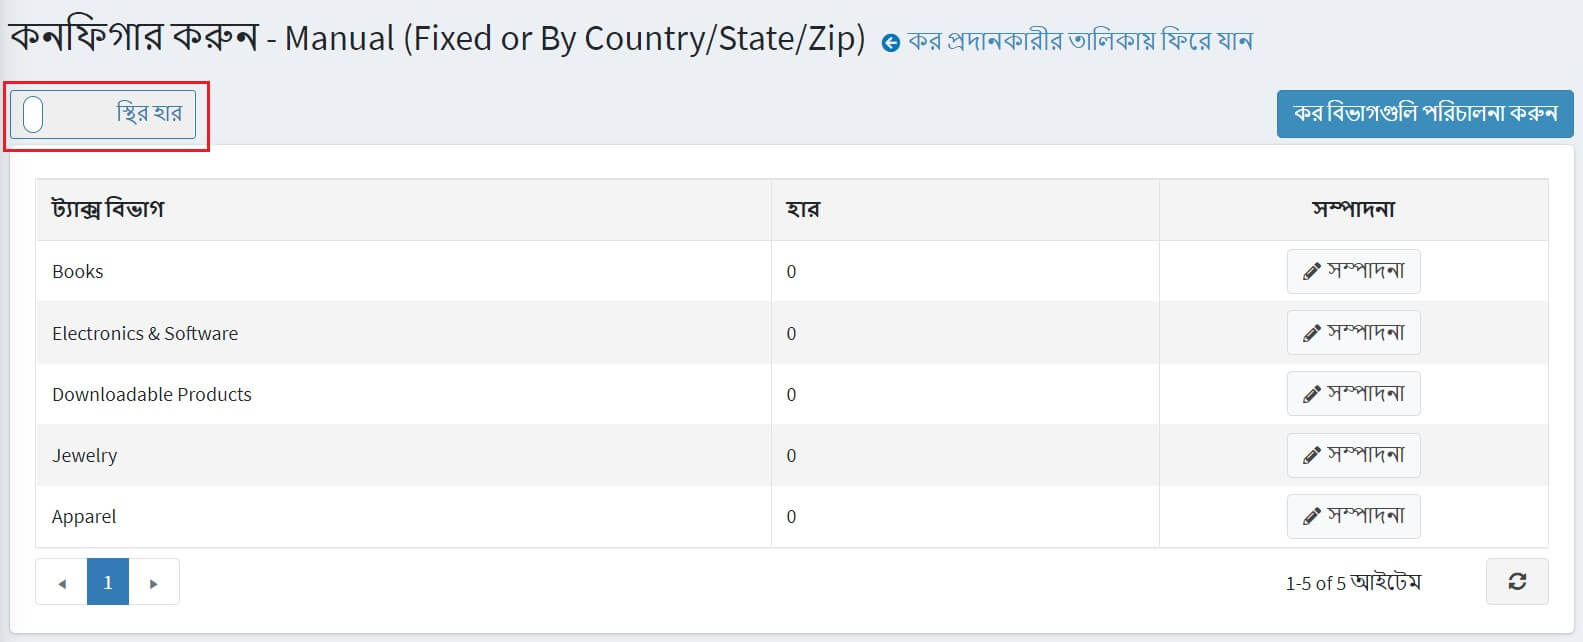 কনফিগার করুন - Manual (Fixed or By Country/State/Zip) কর প্রদানকারীর তালিকায় ফিরে যান
স্থির হার কর বিভাগগুলি পরিচালনা করুন
ট্যাক্স বিভাগ হার সম্পাদনা
Books 0 সম্পাদনা
Electronics & Software 0 সম্পাদনা
Downloadable Products 0 সম্পাদনা
Jewelry 0 সম্পাদনা
Apparel 0 সম্পাদনা
1 1-5 of 5 আইটেম